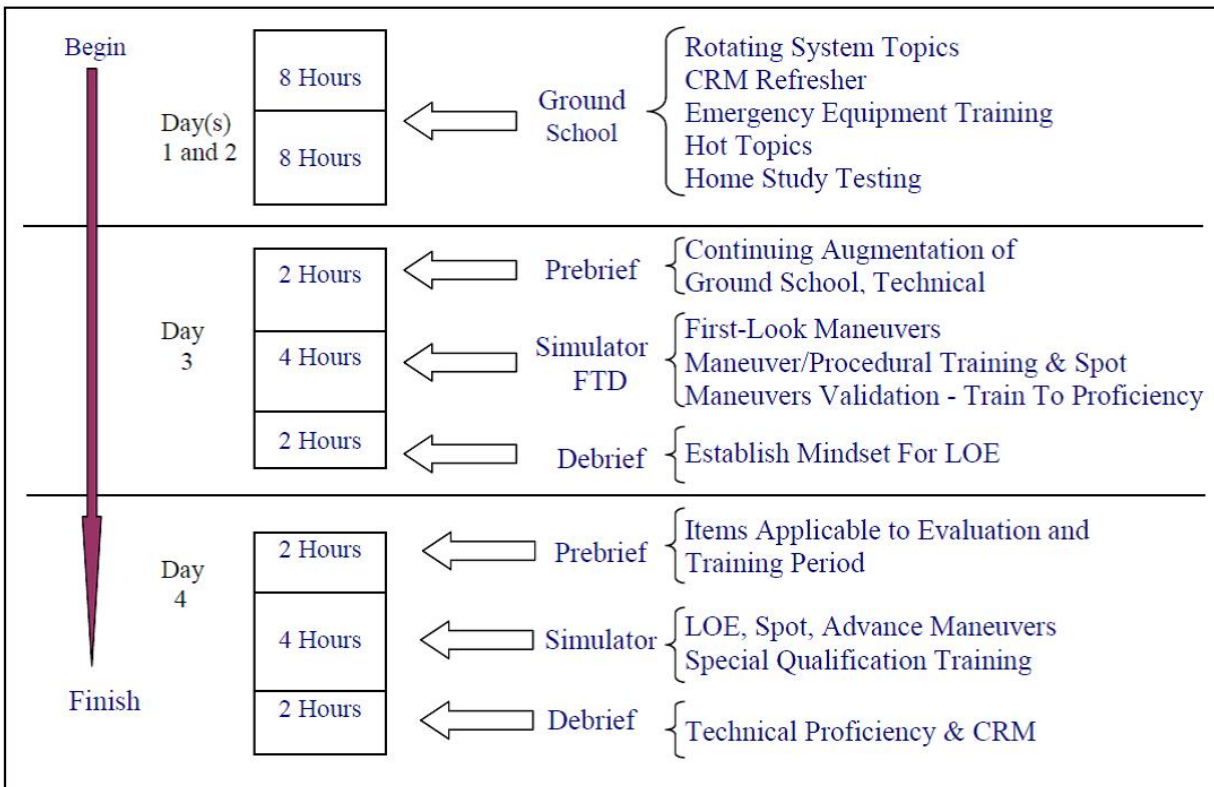 Begin
8 Hours
Day(s)
1 and 2
8 Hours
Ground
School
Rotating System Topics
CRM Refresher
Emergency Equipment Training
Hot Topics
Home Study Testing
Day
3
2 Hours
Prebrief
Continuing Augmentation of
Ground School, Technical
4 Hours
Simulator
FTD
First-Look Maneuvers
Maneuver/Procedural Training & Spot
Maneuvers Validation - Train To Proficiency
2 Hours
Debrief
Establish Mindset For LOE
Day
4
2 Hours
Prebrief
Items Applicable to Evaluation and
Training Period
4 Hours
Simulator
LOE, Spot, Advance Maneuvers
Special Qualification Training
2 Hours
Debrief
Technical Proficiency & CRM
Finish